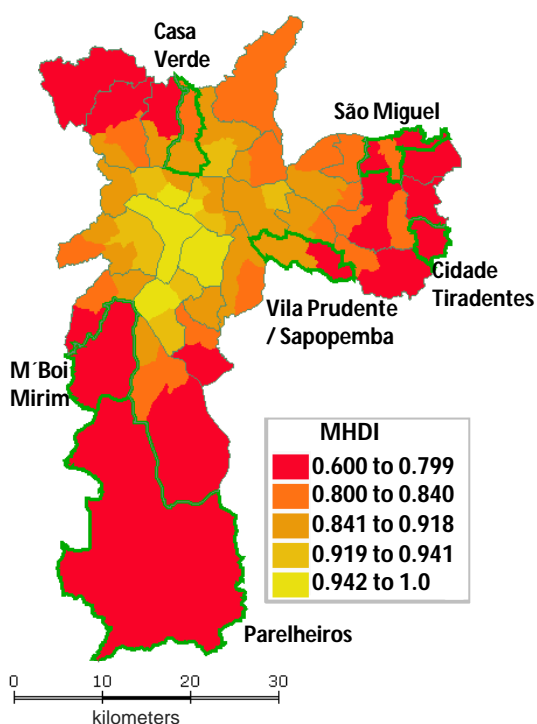 Casa
Verde
São Miguel
Cidade
Tiradentes
Vila Prudente
/ Sapopemba
M´Boi
Mirim
MHDI
0.600 to 0.799
0.800 to 0.840
0.841 to 0.918
0.919 to 0.941
0.942 to 1.0
Parelheiros
0 10 20 30
kilometers